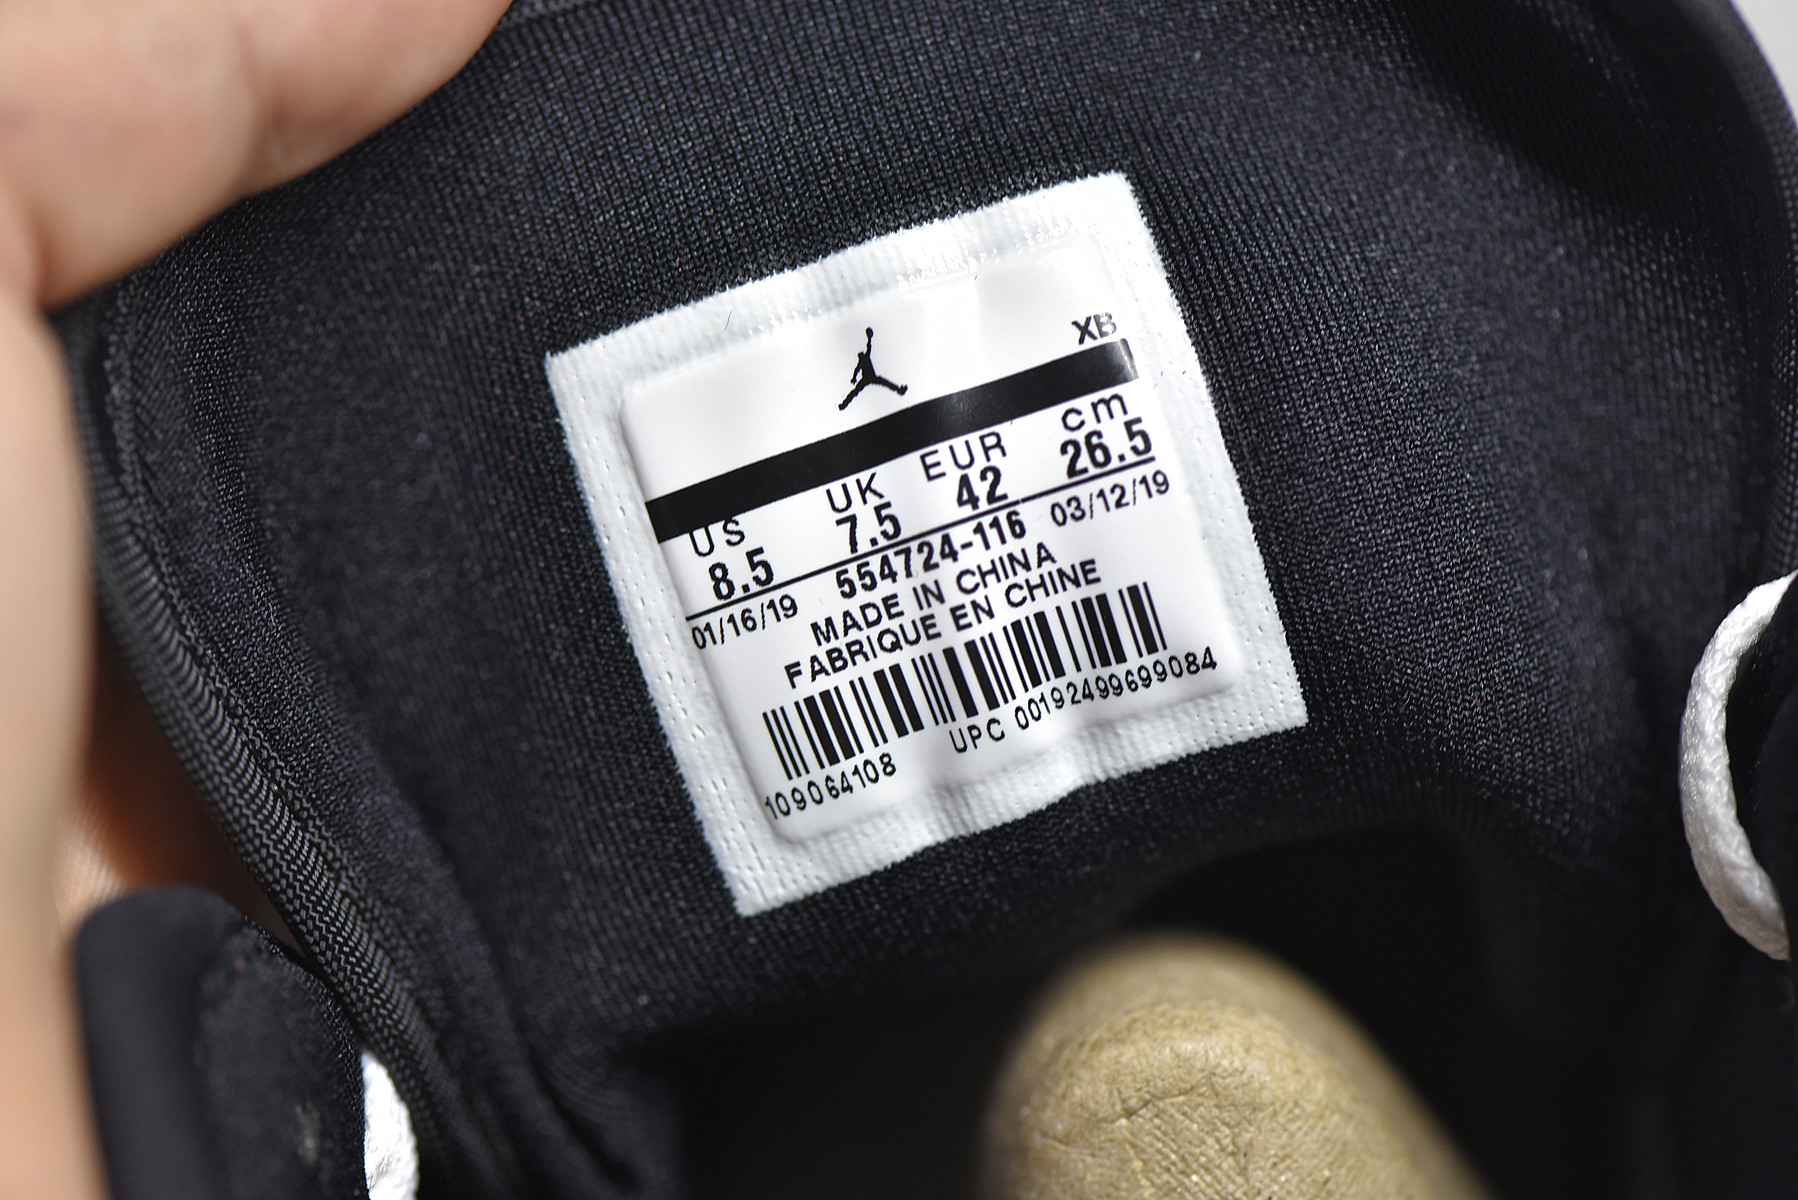 XB
US UK EUR cm
8.5 7.5 42 26.5
01/16/19 554724-116 03/12/19
MADE IN CHINA
FABRIQUE EN CHINE
109064108 UPC 00192499699084